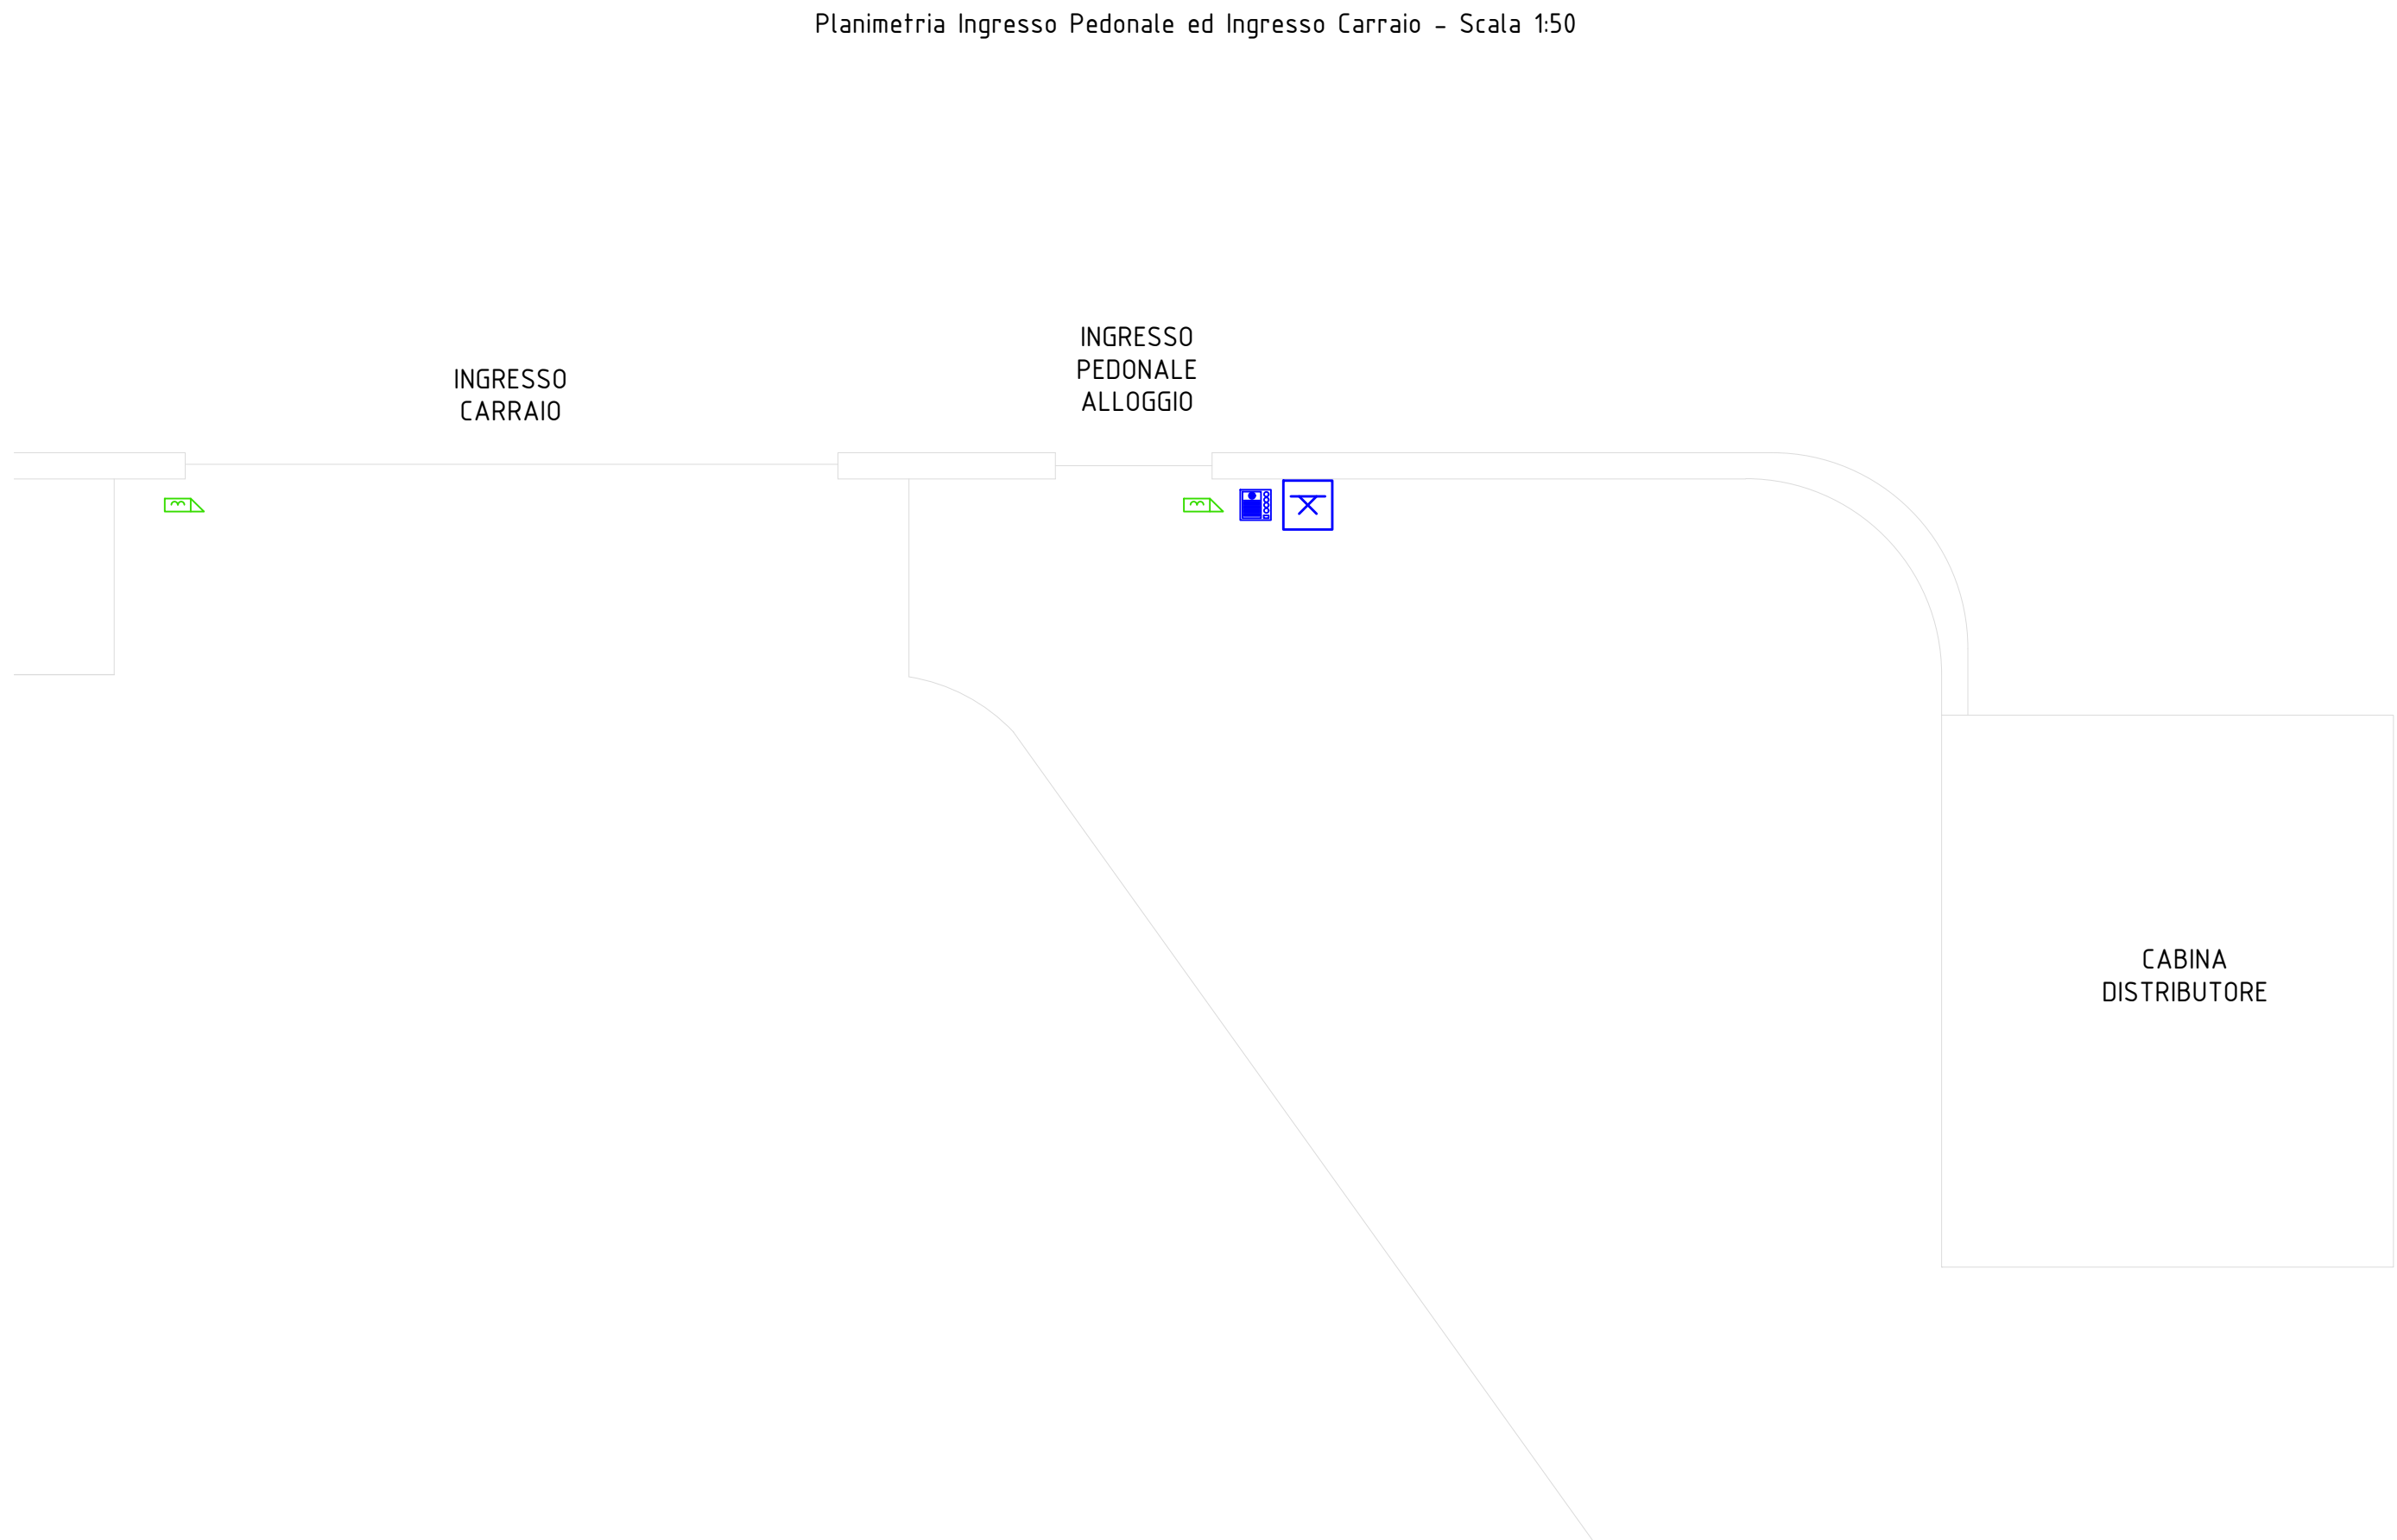 Planimetria Ingresso Pedonale ed Ingresso Carraio - Scala 1:50
INGRESSO
CARRAIO
INGRESSO
PEDONALE
ALLOGGIO
CABINA
DISTRIBUTORE